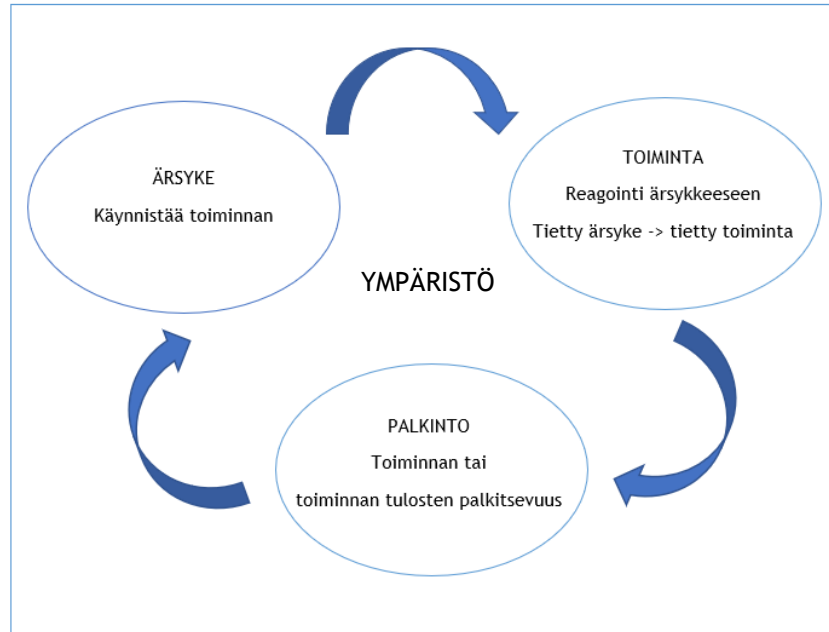 ÄRSYKE
Käynnistää toiminnan
TOIMINTA
Reagointi ärsykkeeseen
Tietty ärsyke -> tietty toiminta
YMPÄRISTÖ
PALKINTO
Toiminnan tai
toiminnan tulosten palkitsevuus